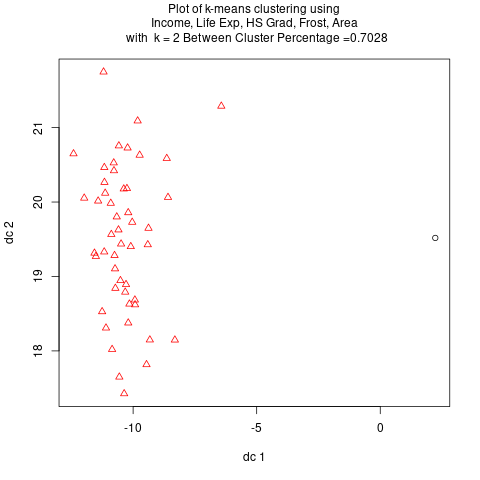 Plot of k-means clustering using
Income, Life Exp, HS Grad, Frost, Area
with k = 2 Between Cluster Percentage =0.7028
21
20
19
18
dc 2
-10
-5
0
dc 1